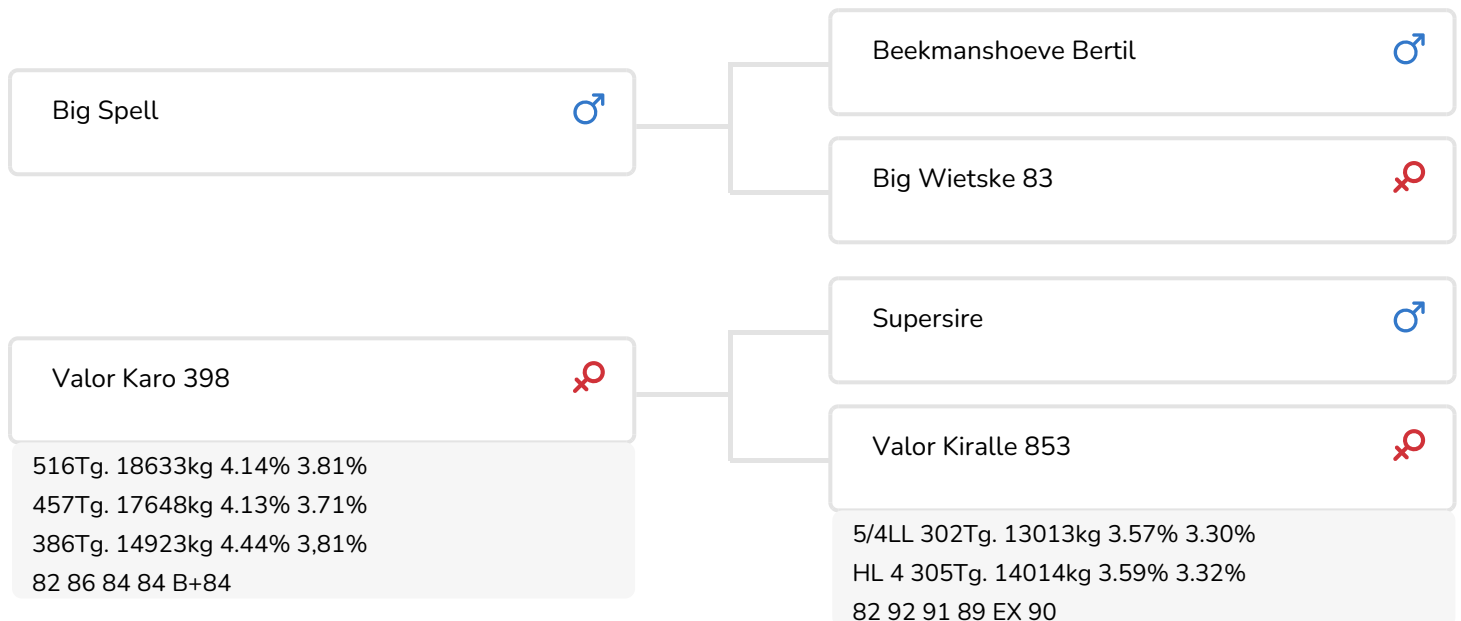 Beekmanshoeve Bertil
Big Spell
Big Wietske 83
Supersire
Valor Karo 398
516Tg. 18633kg 4.14% 3.81%
457Tg. 17648kg 4.13% 3.71%
386Tg. 14923kg 4.44% 3,81%
82 86 84 84 B+84
Valor Kiralle 853
5/4LL 302Tg. 13013kg 3.57% 3.30%
HL 4 305Tg. 14014kg 3.59% 3.32%
82 92 91 89 EX 90